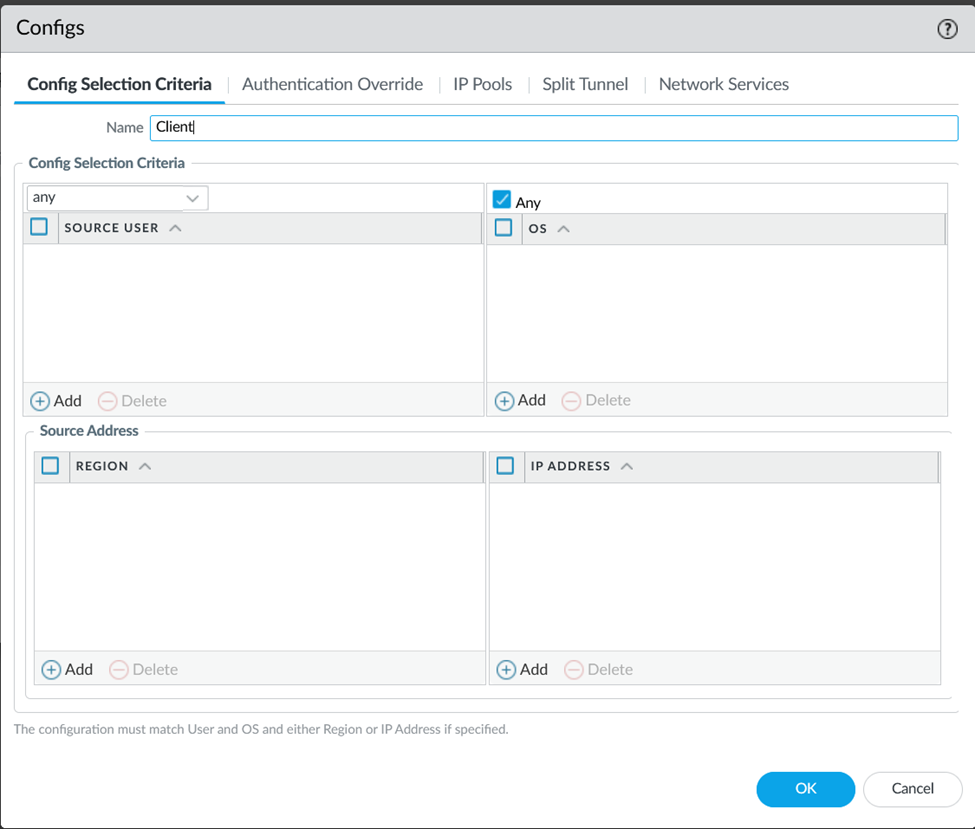 Configs
?
Config Selection Criteria Authentication Override IP Pools Split Tunnel Network Services
Name Client
Config Selection Criteria
any
Any
SOURCE USER
OS
Add Delete
Add Delete
Source Address
REGION
IP ADDRESS
Add Delete
Add Delete
The configuration must match User and OS and either Region or IP Address if specified.
OK Cancel